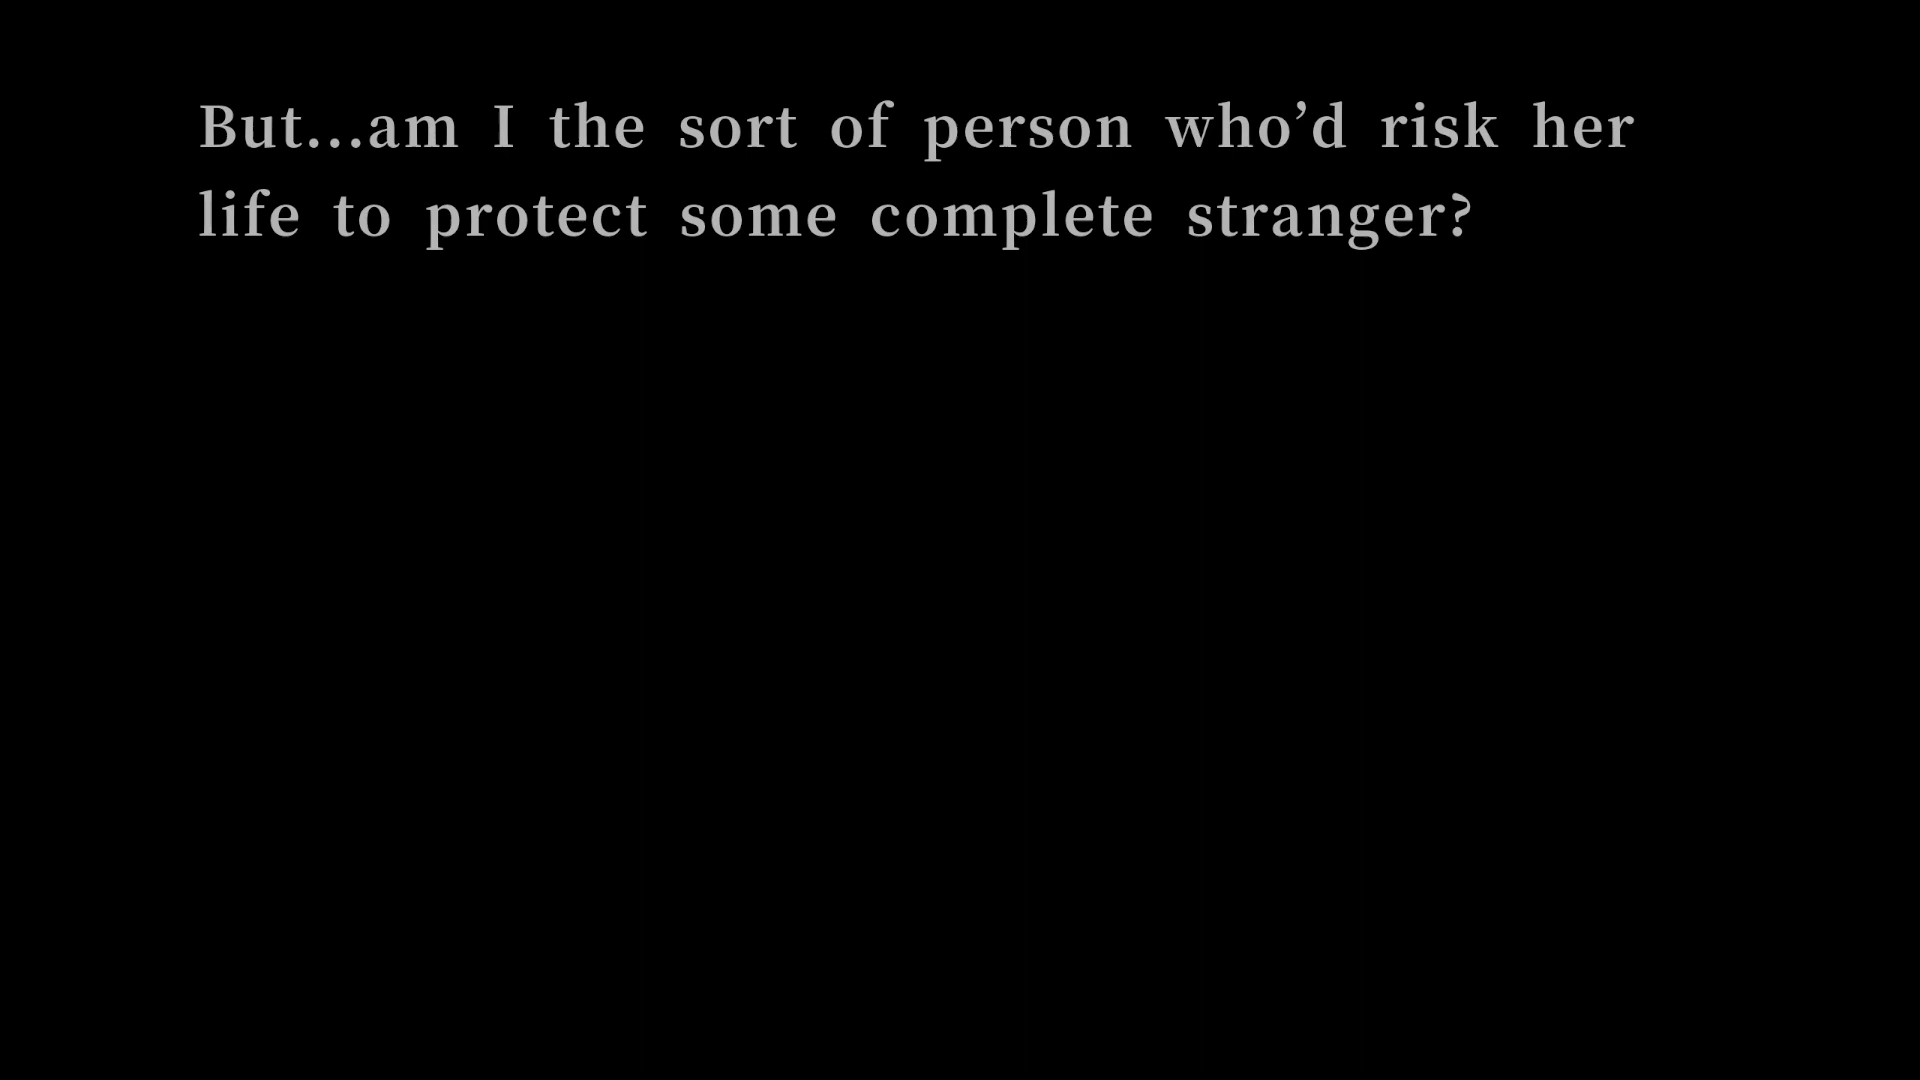 But...am I the sort of person who’d risk her
life to protect some complete stranger?